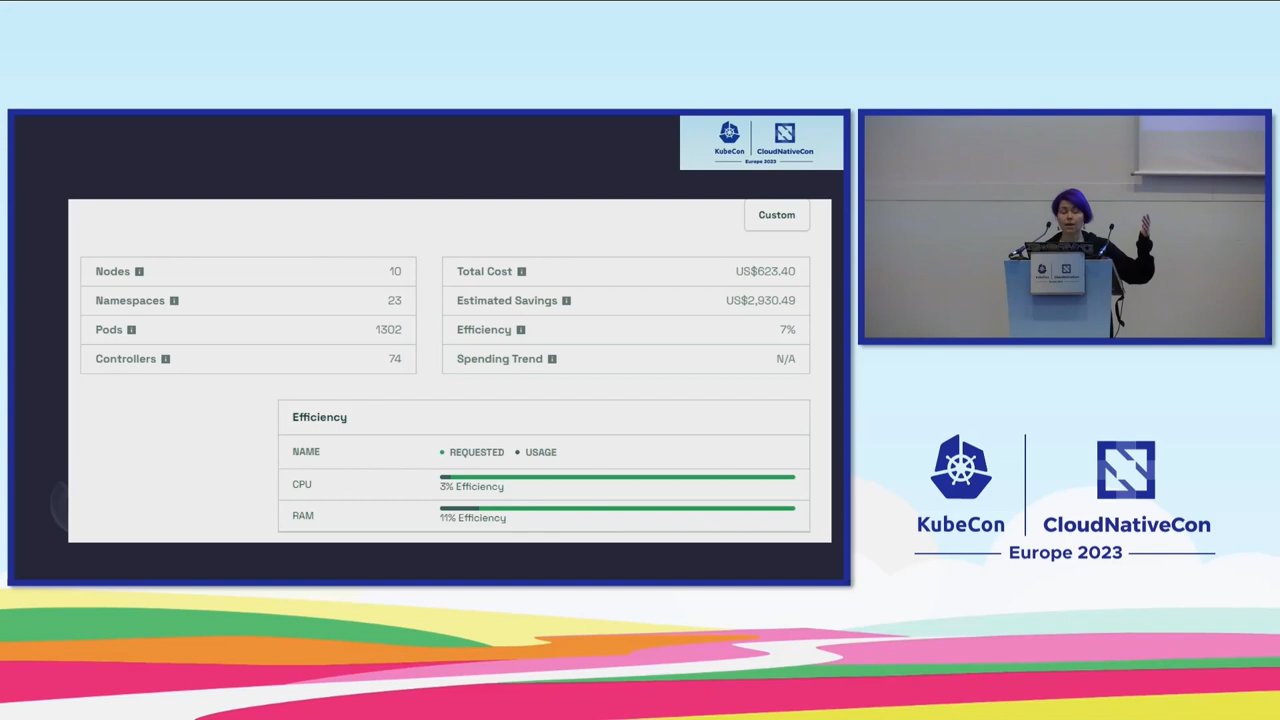 KubeCon
CloudNativeCon
Europe 2023
Custom
Nodes 10
Namespaces 23
Pods 1302
Controllers 74
Total Cost US$623.40
Estimated Savings US$2,930.49
Efficiency 7%
Spending Trend N/A
Efficiency
NAME REQUESTED USAGE
CPU 3% Efficiency
RAM 11% Efficiency
KubeCon
CloudNativeCon
Europe 2023